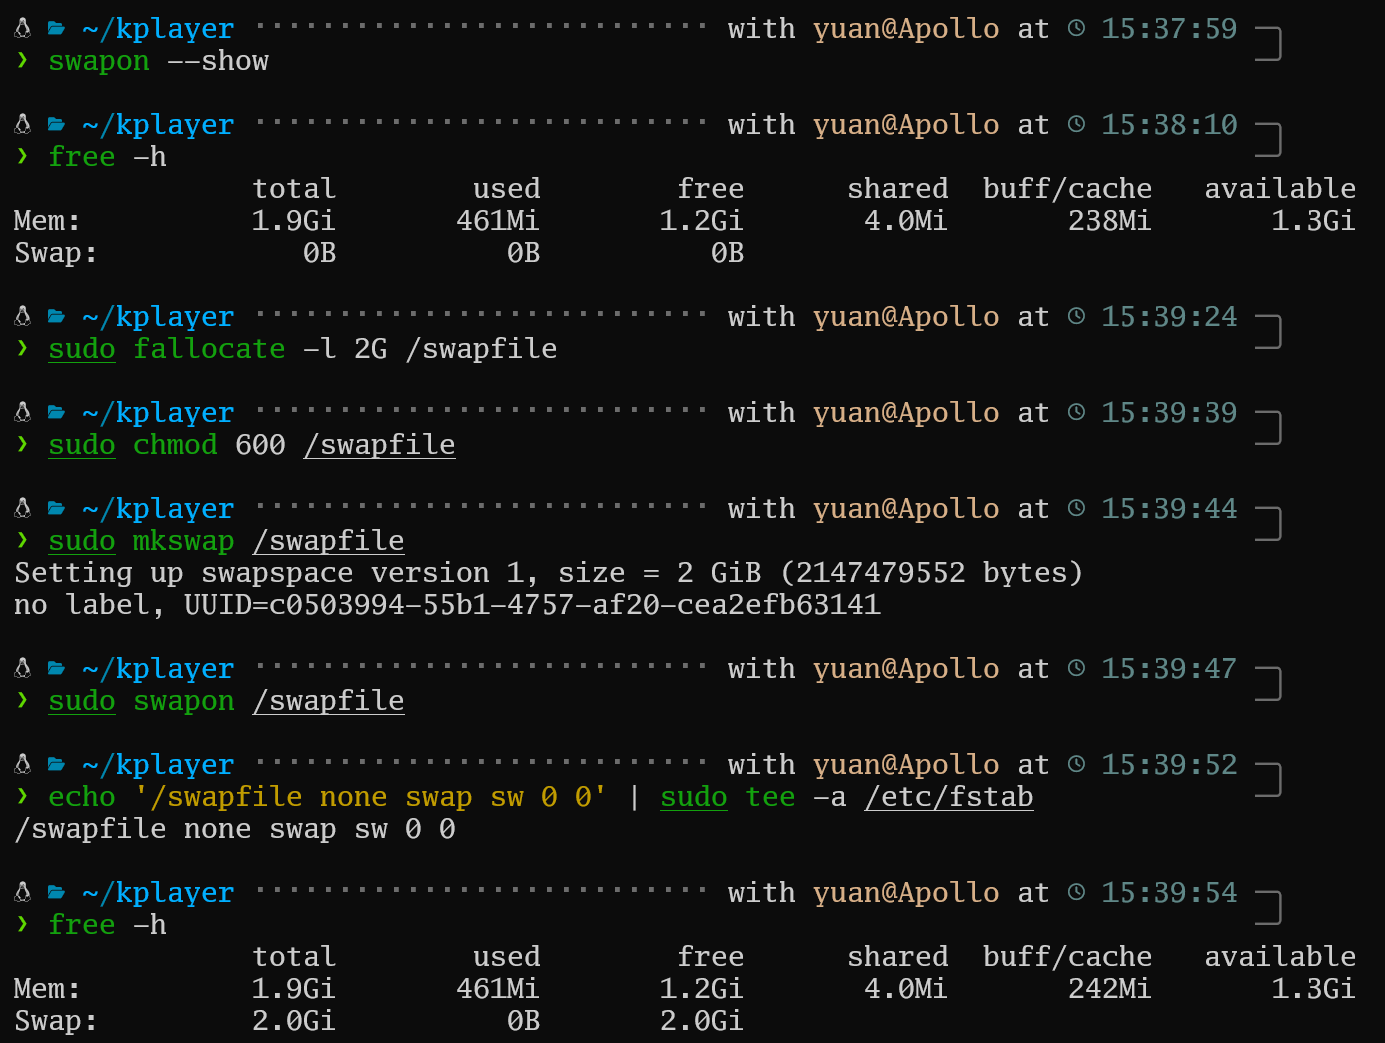 ~/kplayer ··························· with yuan@Apollo at 15:37:59
❯ swapon --show
~/kplayer ··························· with yuan@Apollo at 15:38:10
❯ free -h
total used free shared buff/cache available
Mem: 1.9Gi 461Mi 1.2Gi 4.0Mi 238Mi 1.3Gi
Swap: 0B 0B 0B
~/kplayer ··························· with yuan@Apollo at 15:39:24
❯ sudo fallocate -l 2G /swapfile
~/kplayer ··························· with yuan@Apollo at 15:39:39
❯ sudo chmod 600 /swapfile
~/kplayer ··························· with yuan@Apollo at 15:39:44
❯ sudo mkswap /swapfile
Setting up swapspace version 1, size = 2 GiB (2147479552 bytes)
no label, UUID=c0503994-55b1-4757-af20-cea2efb63141
~/kplayer ··························· with yuan@Apollo at 15:39:47
❯ sudo swapon /swapfile
~/kplayer ··························· with yuan@Apollo at 15:39:52
❯ echo '/swapfile none swap sw 0 0' | sudo tee -a /etc/fstab
/swapfile none swap sw 0 0
~/kplayer ··························· with yuan@Apollo at 15:39:54
❯ free -h
total used free shared buff/cache available
Mem: 1.9Gi 461Mi 1.2Gi 4.0Mi 242Mi 1.3Gi
Swap: 2.0Gi 0B 2.0Gi